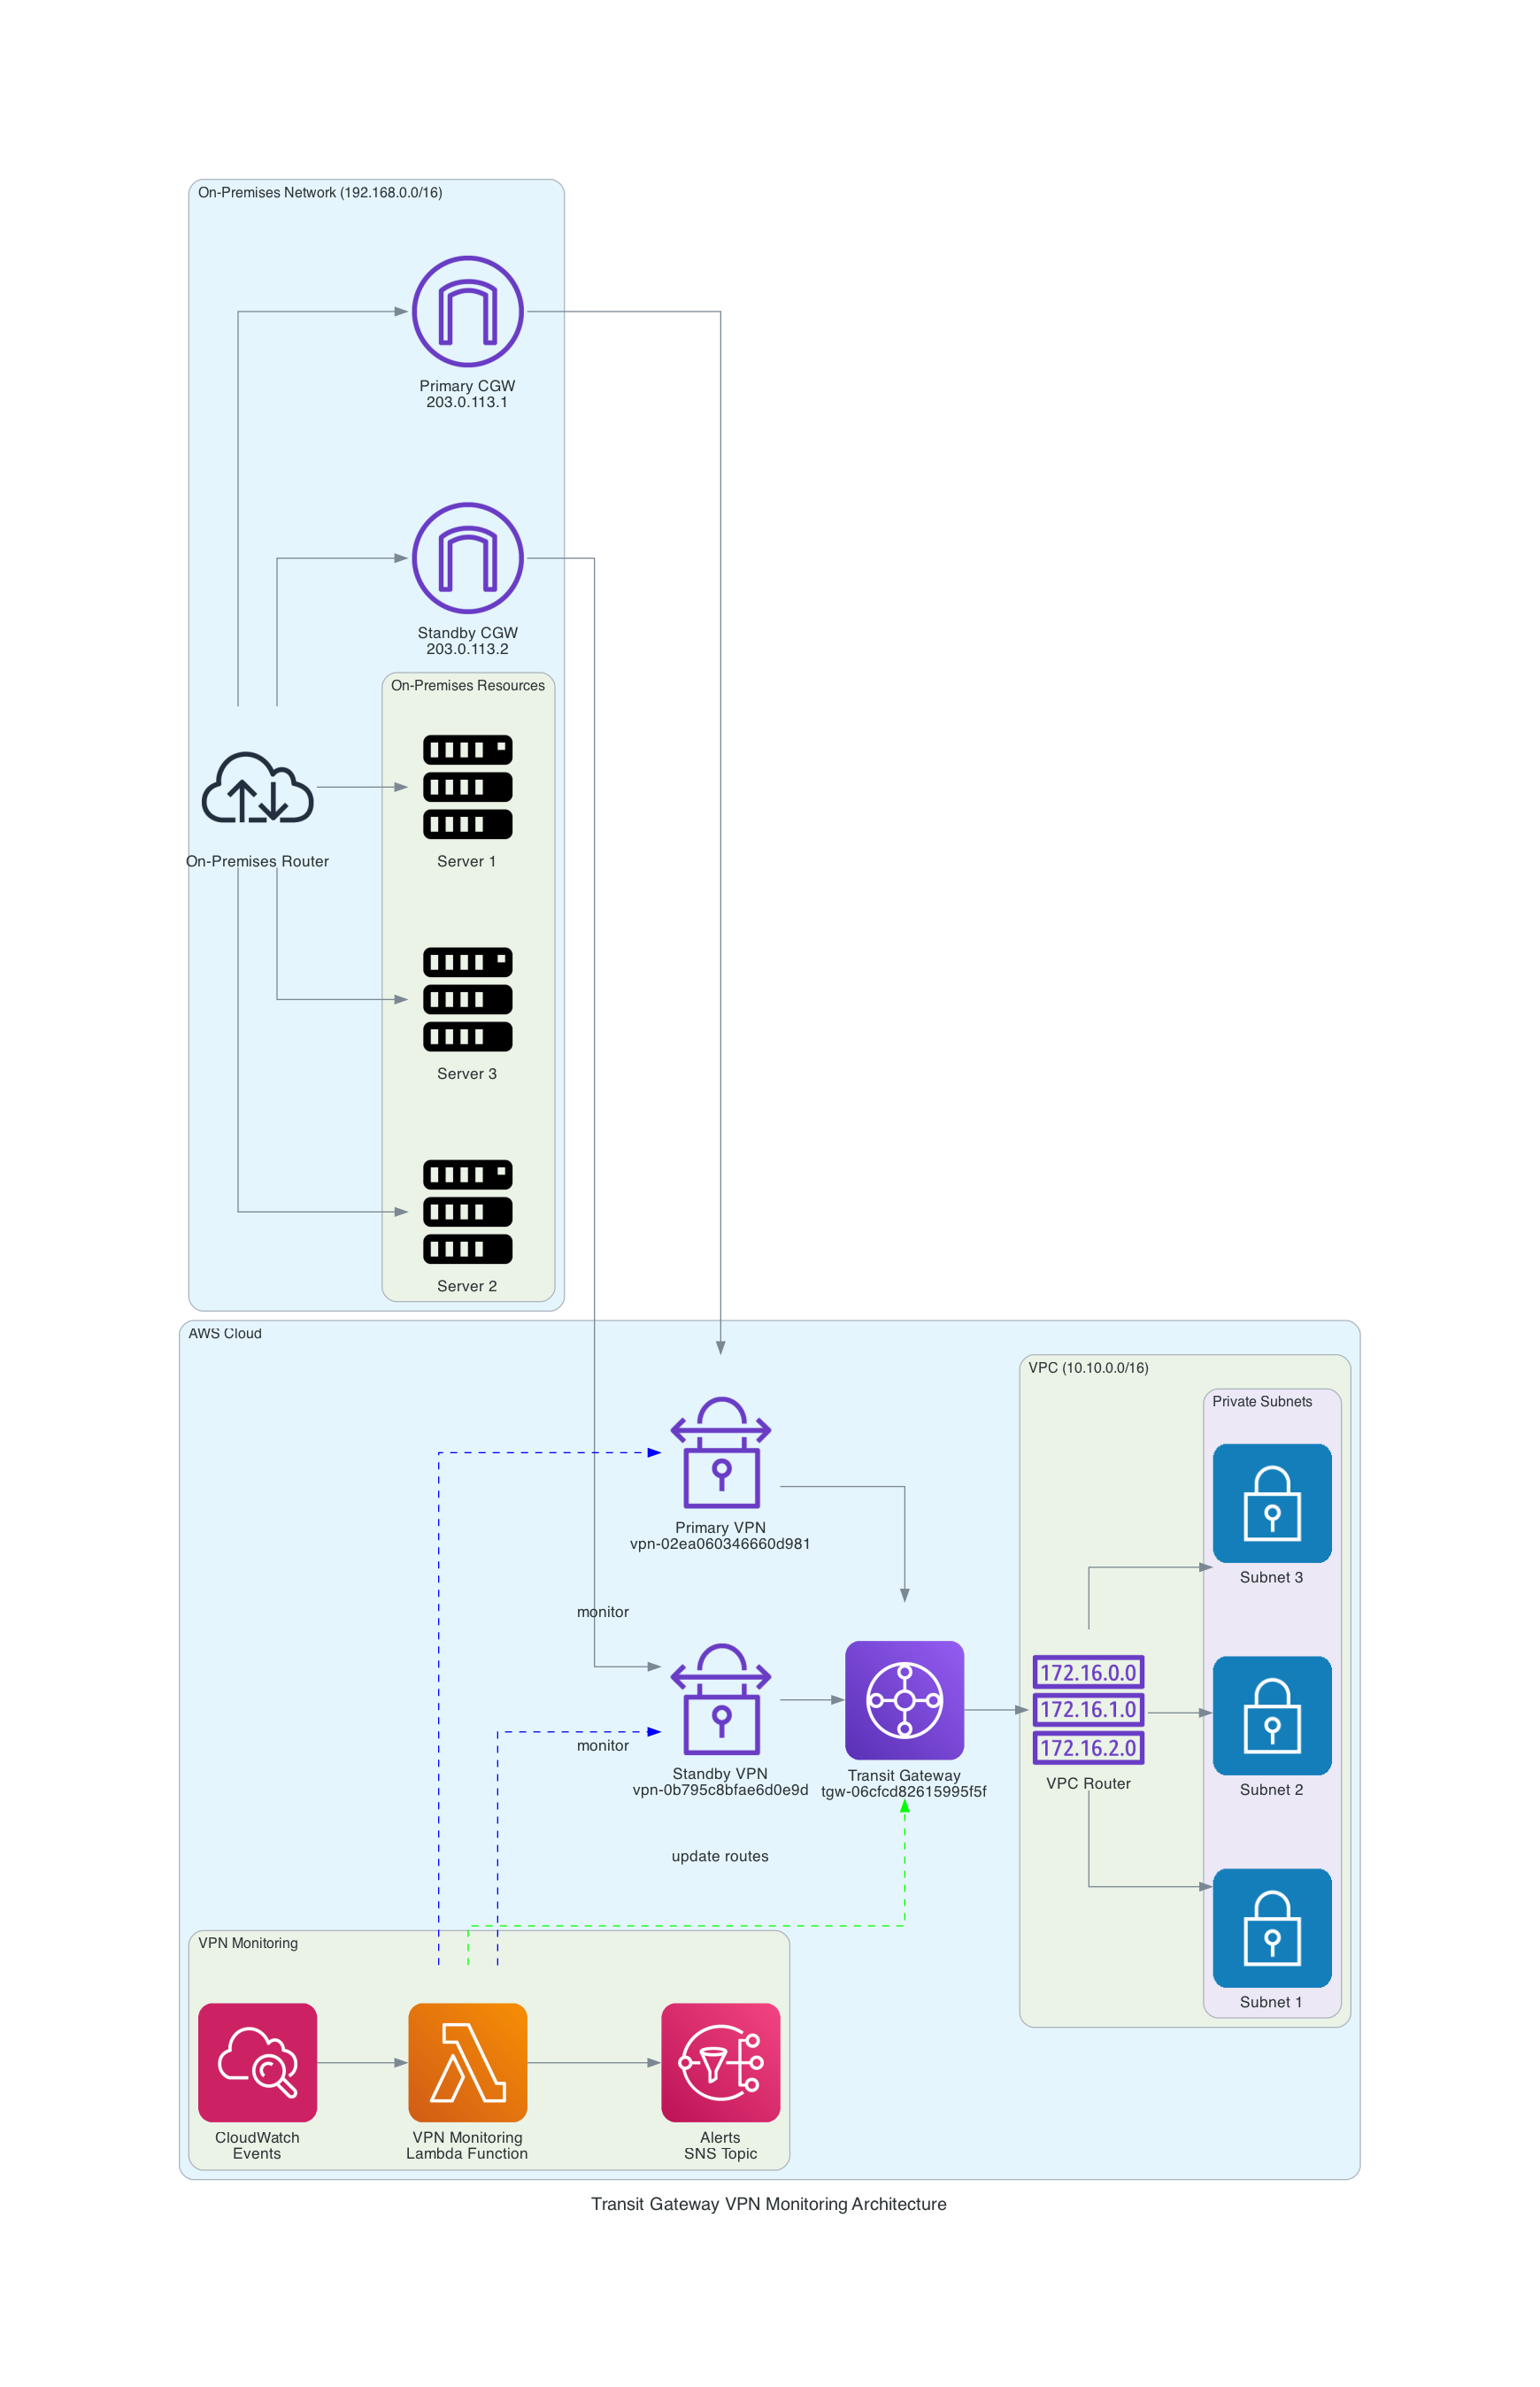 On-Premises Network (192.168.0.0/16)
Primary CGW
203.0.113.1
Standby CGW
203.0.113.2
On-Premises Resources
On-Premises Router
Server 1
Server 3
Server 2
AWS Cloud
VPC (10.10.0.0/16)
Private Subnets
Primary VPN
vpn-02ea060346660d981
Subnet 3
monitor
172.16.0.0
172.16.1.0
172.16.2.0
monitor
Standby VPN
vpn-0b795c8bfae6d0e9d
Transit Gateway
tgw-06cfcd82615995f5f
VPC Router
Subnet 2
update routes
VPN Monitoring
Subnet 1
CloudWatch
Events
VPN Monitoring
Lambda Function
Alerts
SNS Topic
Transit Gateway VPN Monitoring Architecture